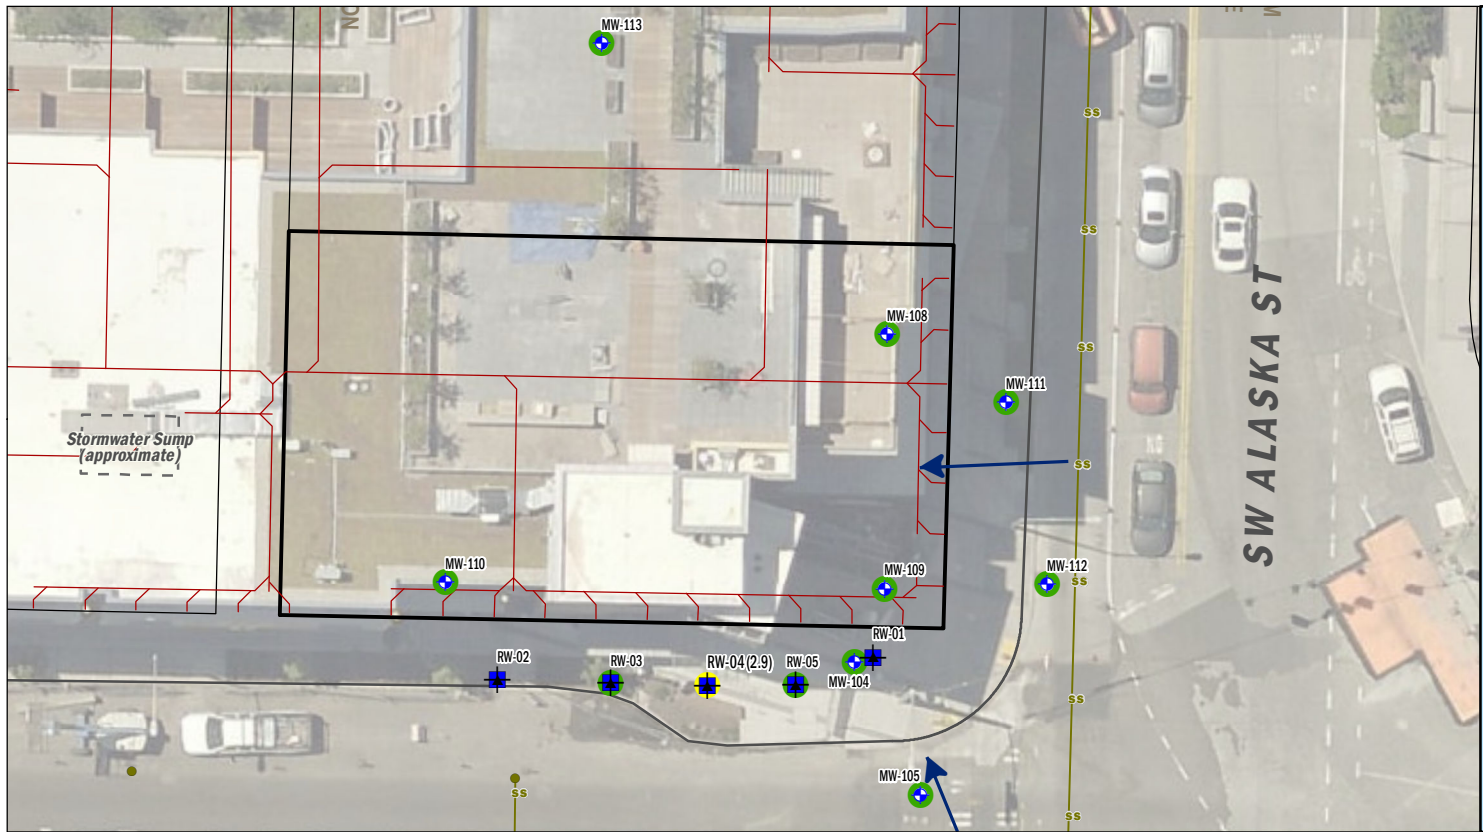 MW-113
SS
SS
MW-108
SS
MW-111
SW ALASKA ST
Stormwater Sump
(approximate)
SS
MW-110
MW-109
MW-112
SS
RW-01
RW-02
RW-03
RW-04 (2.9)
RW-05
MW-104
SS
MW-105
SS
SS